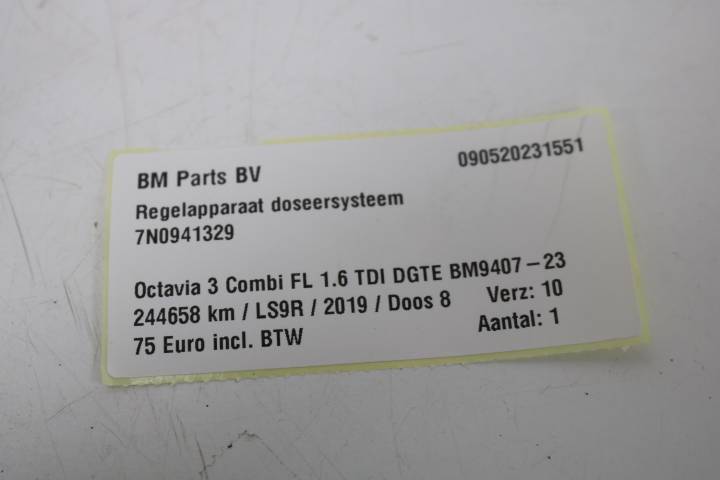 BM Parts BV 090520231551
Regelapparaat doseersysteem
7N0941329
Octavia 3 Combi FL 1.6 TDI DGTE BM9407-23
244658 km / LS9R / 2019 / Doos 8 Verz: 10
75 Euro incl. BTW Aantal: 1